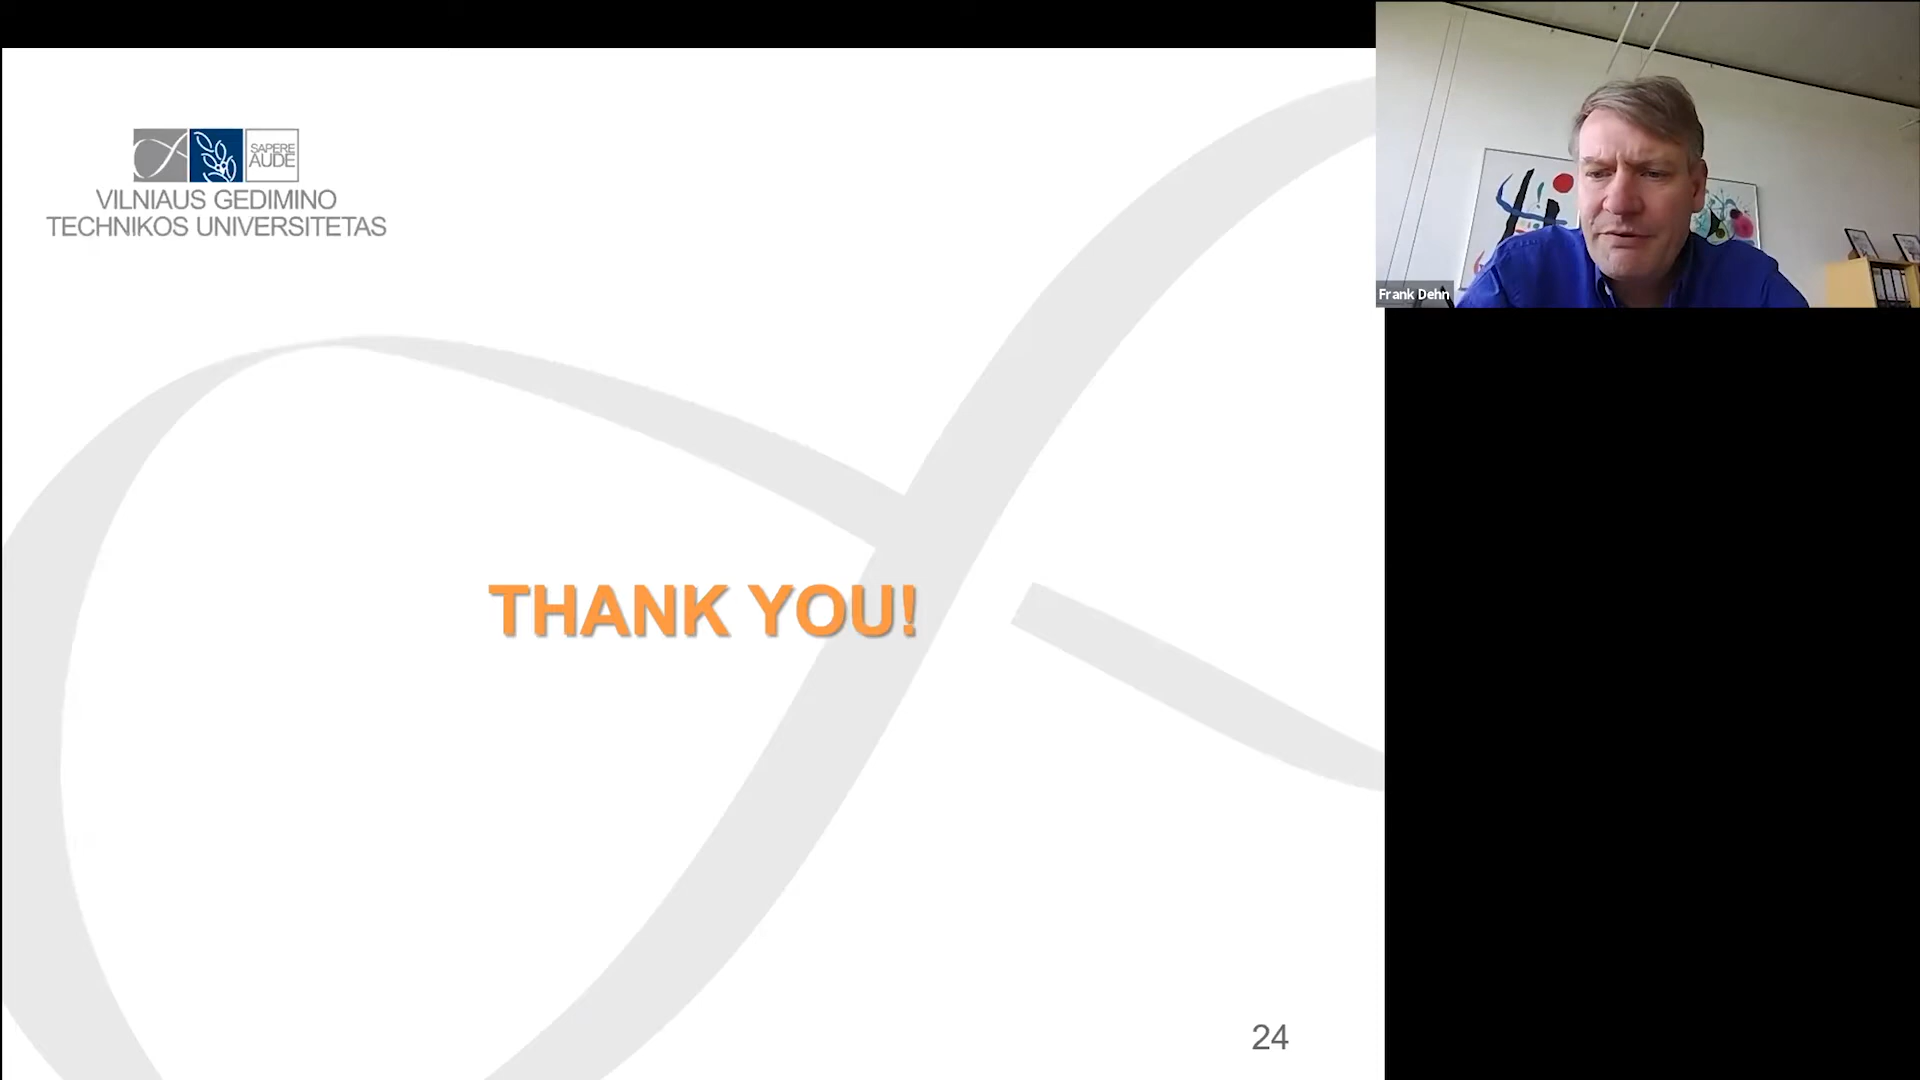 SAPERE
AUDE
VILNIAUS GEDIMINO
TECHNIKOS UNIVERSITETAS
THANK YOU!
24
Frank Dehn